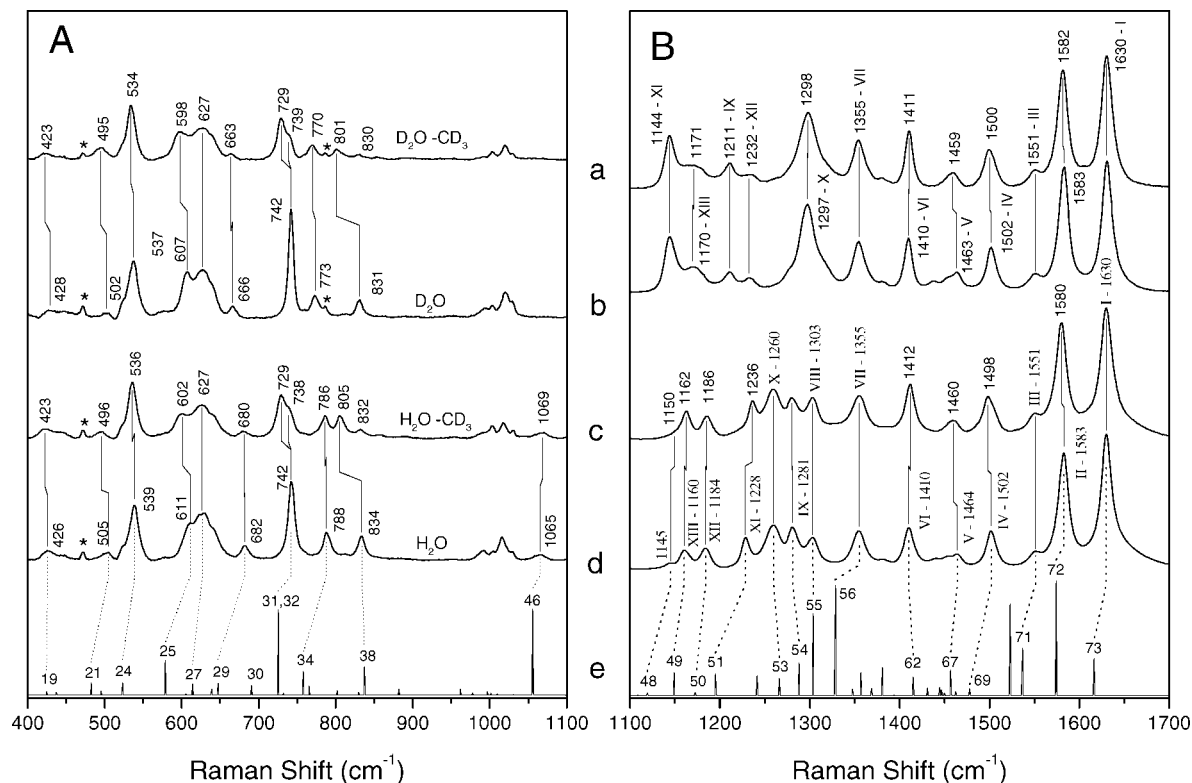 A
534
598
627
729
739
770
801
830
423
*
495
663
*
D2O -CD3
742
537
607
428
*
502
666
773
*
831
D2O
536
602
627
729
738
786
805
832
1069
423
*
496
680
H2O -CD3
742
539
611
426
*
505
682
788
834
1065
H2O
31,32
46
25
19
21
24
27
29
30
34
38
400 500 600 700 800 900 1000 1100
Raman Shift (cm-1)
B
1144 - XI
1171
1211 - IX
1232 - XII
1298
1355 - VII
1411
1459
1500
1551 - III
1582
1630 - I
a
1170 - XIII
1297 - X
1410 - VI
1463 - V
1502 - IV
1583
b
1150
1162
1186
1236
X - 1260
VIII - 1303
VII - 1355
1412
1460
1498
III - 1551
1580
I - 1630
c
1145
XIII - 1160
XII - 1184
XI - 1228
IX - 1281
VI - 1410
V - 1464
IV - 1502
II - 1583
d
48
49
50
51
53
54
55
56
62
67
69
71
72
73
e
1100 1200 1300 1400 1500 1600 1700
Raman Shift (cm-1)